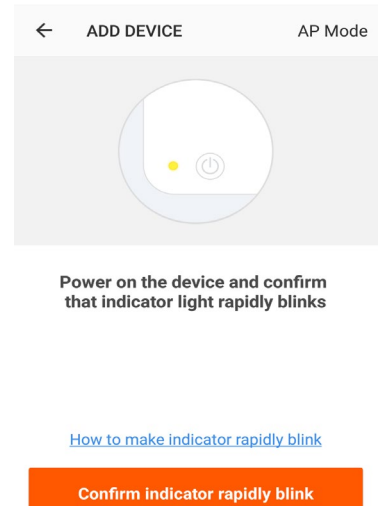 ADD DEVICE AP Mode
Power on the device and confirm
that indicator light rapidly blinks
How to make indicator rapidly blink
Confirm indicator rapidly blink